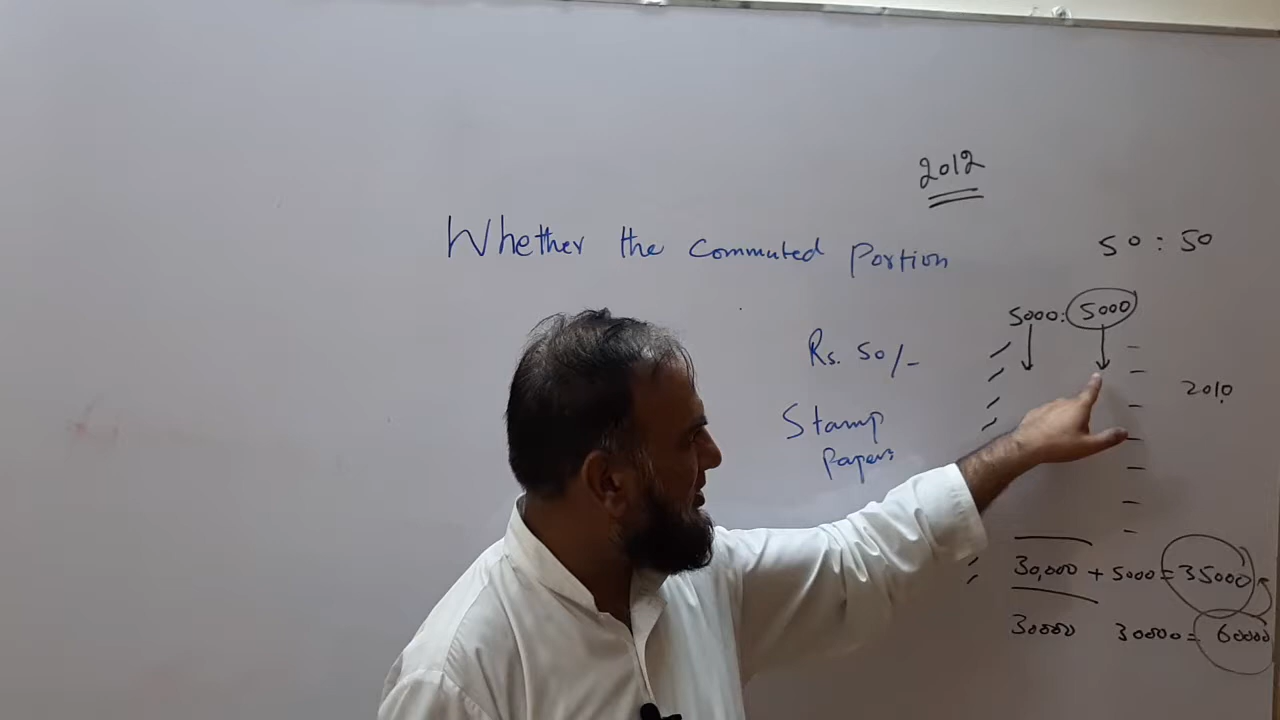 2012
Whether the Commuted Portion
50 : 50
5000 : 5000
Rs. 50/-
2010
Stamp
Papers
30,000 + 5000 = 35000
30000 30000 = 60000